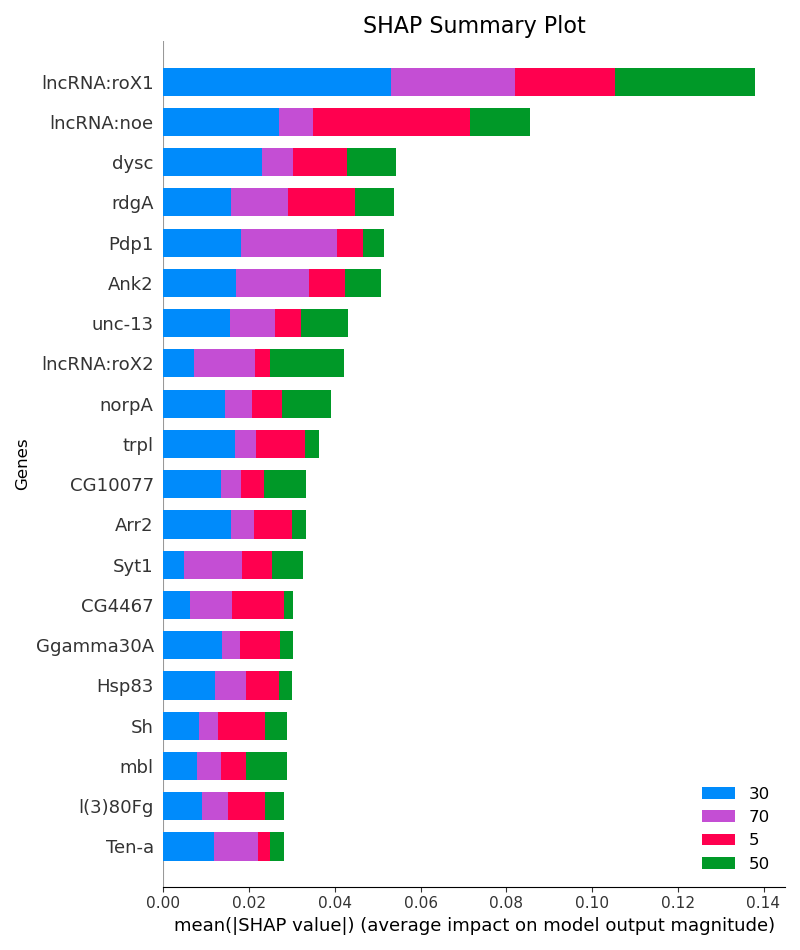 SHAP Summary Plot
lncRNA:roX1
lncRNA:noe
dysc
rdgA
Pdp1
Ank2
unc-13
lncRNA:roX2
norpA
trpl
CG10077
Arr2
Syt1
CG4467
Ggamma30A
Hsp83
Sh
mbl
l(3)80Fg
Ten-a
Genes
30
70
5
50
0.00 0.02 0.04 0.06 0.08 0.10 0.12 0.14
mean(|SHAP value|) (average impact on model output magnitude)